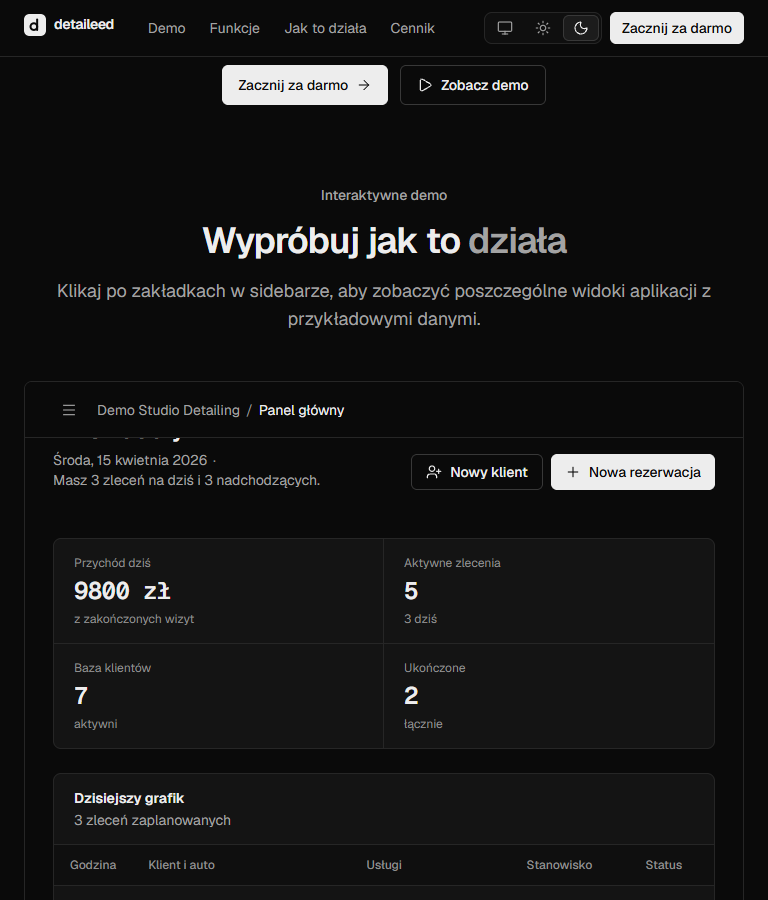 d detaileed
Demo
Funkcje
Jak to działa
Cennik
Zacznij za darmo
Zacznij za darmo →
Zobacz demo
Interaktywne demo
Wypróbuj jak to działa
Klikaj po zakładkach w sidebarze, aby zobaczyć poszczególne widoki aplikacji z
przykładowymi danymi.
Demo Studio Detailing / Panel główny
Środa, 15 kwietnia 2026 ·
Masz 3 zleceń na dziś i 3 nadchodzących.
Nowy klient
+ Nowa rezerwacja
Przychód dziś
9800 zł
z zakończonych wizyt
Aktywne zlecenia
5
3 dziś
Baza klientów
7
aktywni
Ukończone
2
łącznie
Dzisiejszy grafik
3 zleceń zaplanowanych
Godzina
Klient i auto
Usługi
Stanowisko
Status